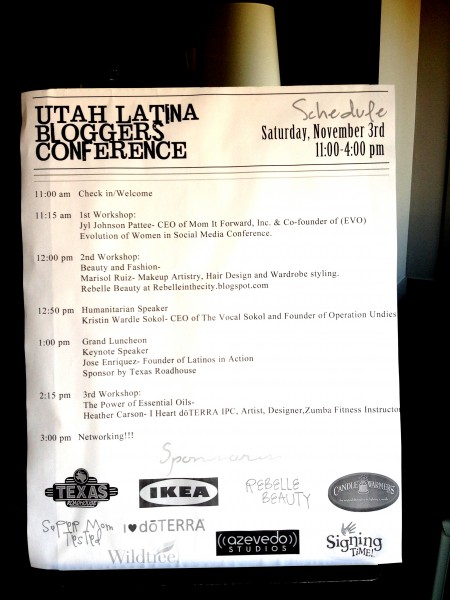 UTAH LATINA
BLOGGERS
CONFERENCE
Schedule
Saturday, November 3rd
11:00-4:00 pm
11:00 am Check in/Welcome
11:15 am 1st Workshop:
Jyl Johnson Pattee- CEO of Mom It Forward, Inc. & Co-founder of (EVO)
Evolution of Women in Social Media Conference.
12:00 pm 2nd Workshop:
Beauty and Fashion-
Marisol Ruiz- Makeup Artistry, Hair Design and Wardrobe styling.
Rebelle Beauty at Rebelleinthecity.blogspot.com
12:50 pm Humanitarian Speaker
Kristin Wardle Sokol- CEO of The Vocal Sokol and Founder of Operation Undies
1:00 pm Grand Luncheon
Keynote Speaker
Jose Enriquez- Founder of Latinos in Action
Sponsor by Texas Roadhouse
2:15 pm 3rd Workshop:
The Power of Essential Oils-
Heather Carson- I Heart dōTERRA IPC, Artist, Designer,Zumba Fitness Instructor
3:00 pm Networking!!!
TEXAS
ROADHOUSE
IKEA
REBELLE
BEAUTY
CANDLE WARMERS
SuPER Mom
Tested
I ♥ dōTERRA
(((azevedo)))
STUDIOS
Signing
TiME!
Wildtree